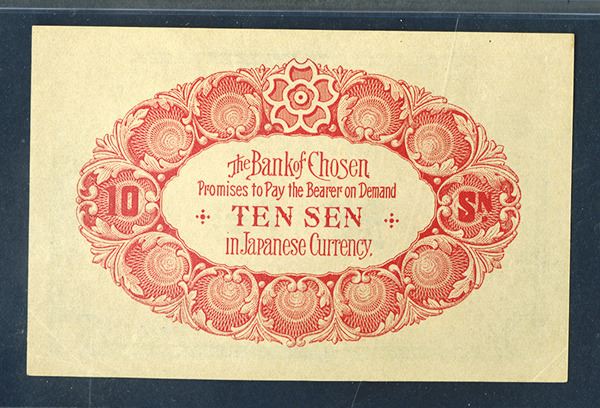 The Bank of Chosen
Promises to Pay the Bearer on Demand
10 TEN SEN SN
in Japanese Currency.